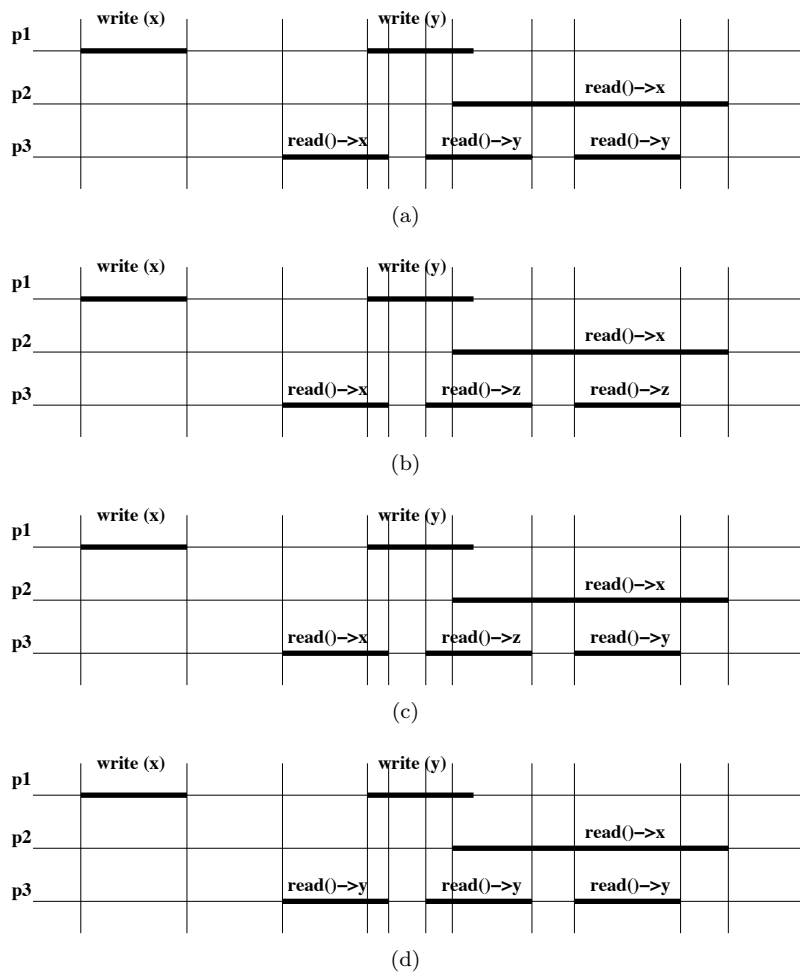 write (x) write (y)
p1
read()−>x
p2
read()−>x read()−>y read()−>y
p3
(a)
write (x) write (y)
p1
read()−>x
p2
read()−>x read()−>z read()−>z
p3
(b)
write (x) write (y)
p1
read()−>x
p2
read()−>x read()−>z read()−>y
p3
(c)
write (x) write (y)
p1
read()−>x
p2
read()−>y read()−>y read()−>y
p3
(d)